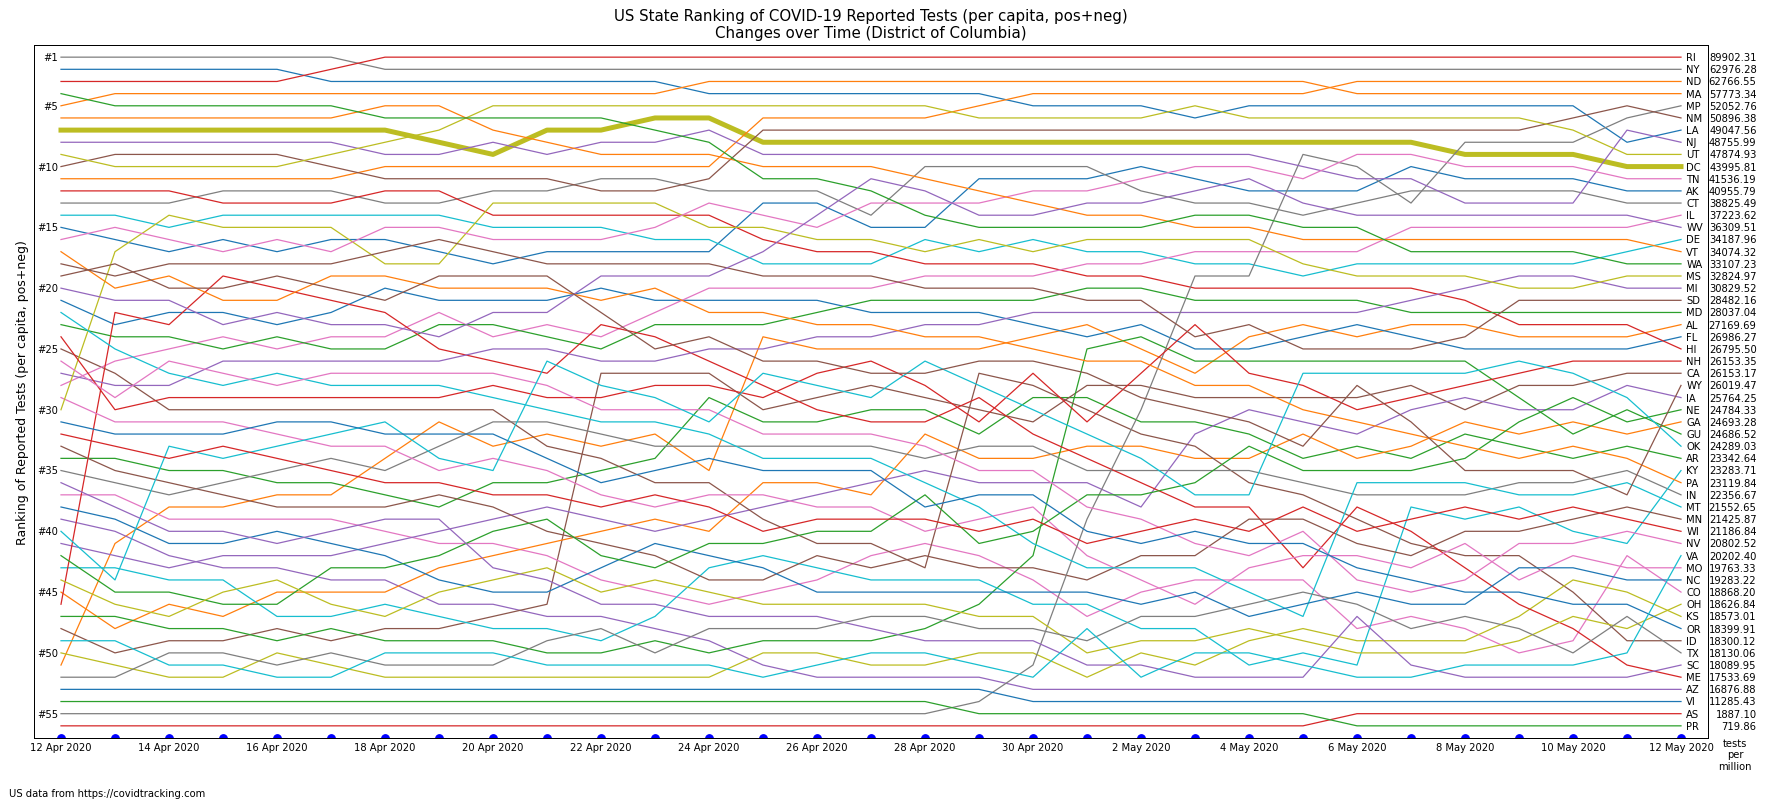 US State Ranking of COVID-19 Reported Tests (per capita, pos+neg)
Changes over Time (District of Columbia)
Ranking of Reported Tests (per capita, pos+neg)
#1
#5
#10
#15
#20
#25
#30
#35
#40
#45
#50
#55
RI 89902.31
NY 62976.28
ND 62766.55
MA 57773.34
MP 52052.76
NM 50896.38
LA 49047.56
NJ 48755.99
UT 47874.93
DC 43995.81
TN 41536.19
AK 40955.79
CT 38825.49
IL 37223.62
WV 36309.51
DE 34187.96
VT 34074.32
WA 33107.23
MS 32824.97
MI 30829.52
SD 28482.16
MD 28037.04
AL 27169.69
FL 26986.27
HI 26795.50
NH 26153.35
CA 26153.17
WY 26019.47
IA 25764.25
NE 24784.33
GA 24693.28
GU 24686.52
OK 24289.03
AR 23342.64
KY 23283.71
PA 23119.84
IN 22356.67
MT 21552.65
MN 21425.87
WI 21186.84
NV 20802.52
VA 20202.40
MO 19763.33
NC 19283.22
CO 18868.20
OH 18626.84
KS 18573.01
OR 18399.91
ID 18300.12
TX 18130.06
SC 18089.95
ME 17533.69
AZ 16876.88
VI 11285.43
AS 1887.10
PR 719.86
12 Apr 2020 14 Apr 2020 16 Apr 2020 18 Apr 2020 20 Apr 2020 22 Apr 2020 24 Apr 2020 26 Apr 2020 28 Apr 2020 30 Apr 2020 2 May 2020 4 May 2020 6 May 2020 8 May 2020 10 May 2020 12 May 2020
tests
per
million
US data from https://covidtracking.com